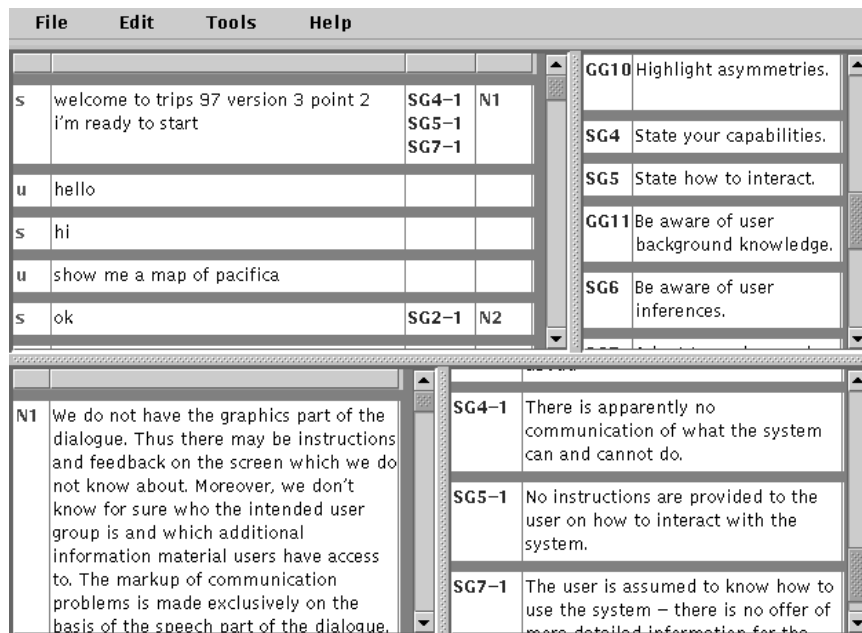 File Edit Tools Help
s welcome to trips 97 version 3 point 2 SG4-1 N1
i'm ready to start SG5-1
SG7-1
u hello
s hi
u show me a map of pacifica
s ok SG2-1 N2
GG10 Highlight asymmetries.
SG4 State your capabilities.
SG5 State how to interact.
GG11 Be aware of user
background knowledge.
SG6 Be aware of user
inferences.
N1 We do not have the graphics part of the
dialogue. Thus there may be instructions
and feedback on the screen which we do
not know about. Moreover, we don't
know for sure who the intended user
group is and which additional
information material users have access
to. The markup of communication
problems is made exclusively on the
basis of the speech part of the dialogue.
SG4-1 There is apparently no
communication of what the system
can and cannot do.
SG5-1 No instructions are provided to the
user on how to interact with the
system.
SG7-1 The user is assumed to know how to
use the system – there is no offer of
more detailed information for the